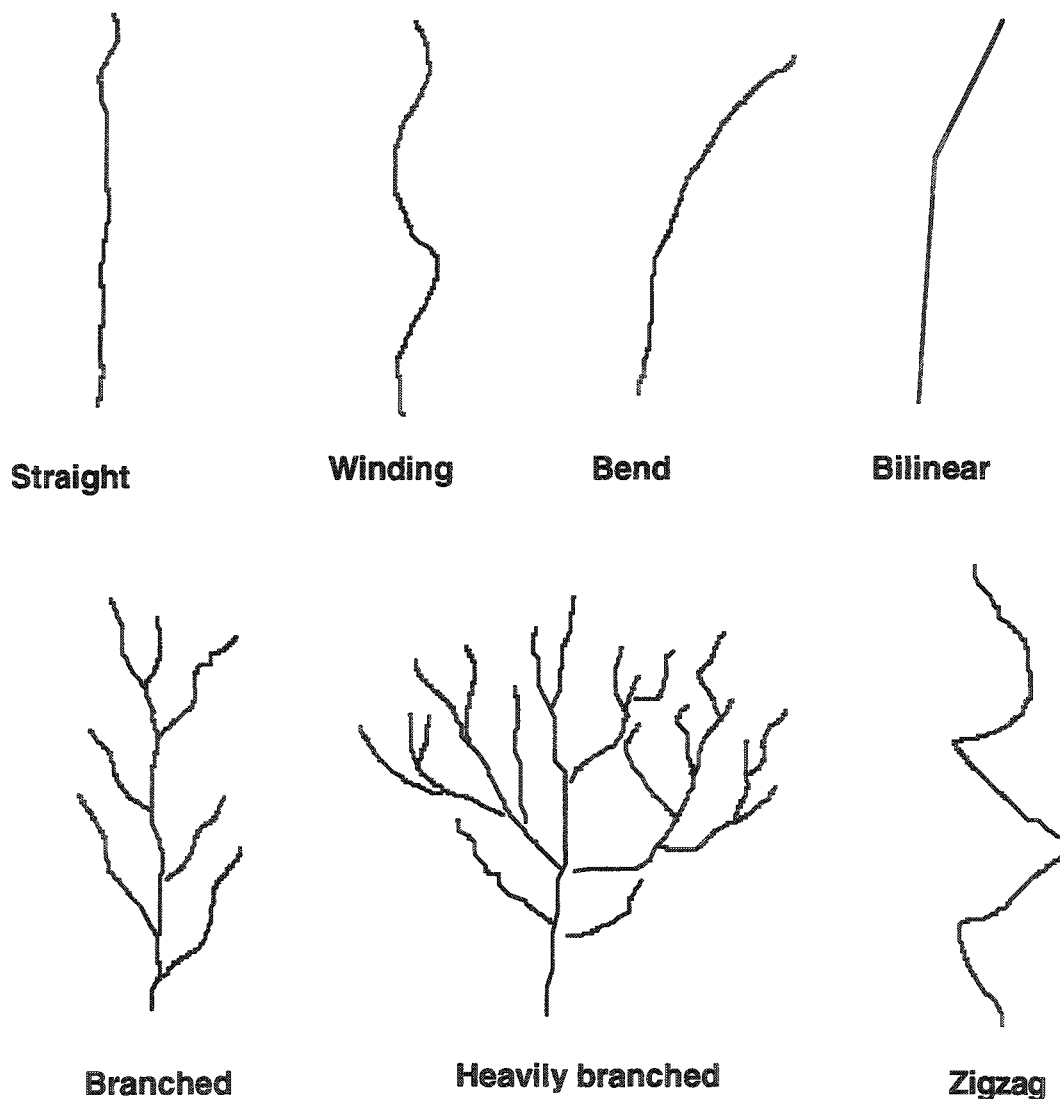 Straight
Winding
Bend
Bilinear
Branched
Heavily branched
Zigzag